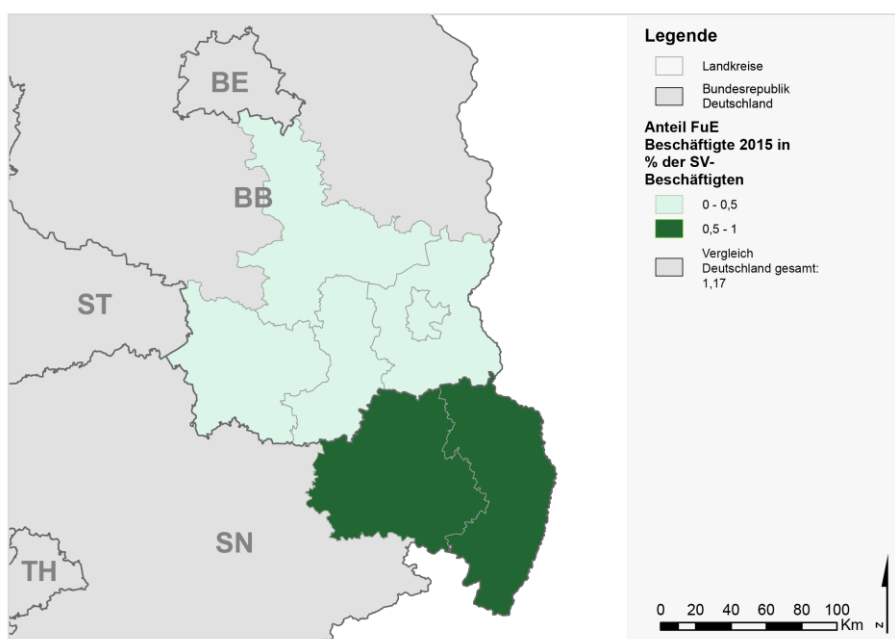 BE
BB
ST
SN
TH
Legende
Landkreise
Bundesrepublik
Deutschland
Anteil FuE
Beschäftigte 2015 in
% der SV-
Beschäftigten
0 - 0,5
0,5 - 1
Vergleich
Deutschland gesamt:
1,17
0 20 40 60 80 100
Km
N